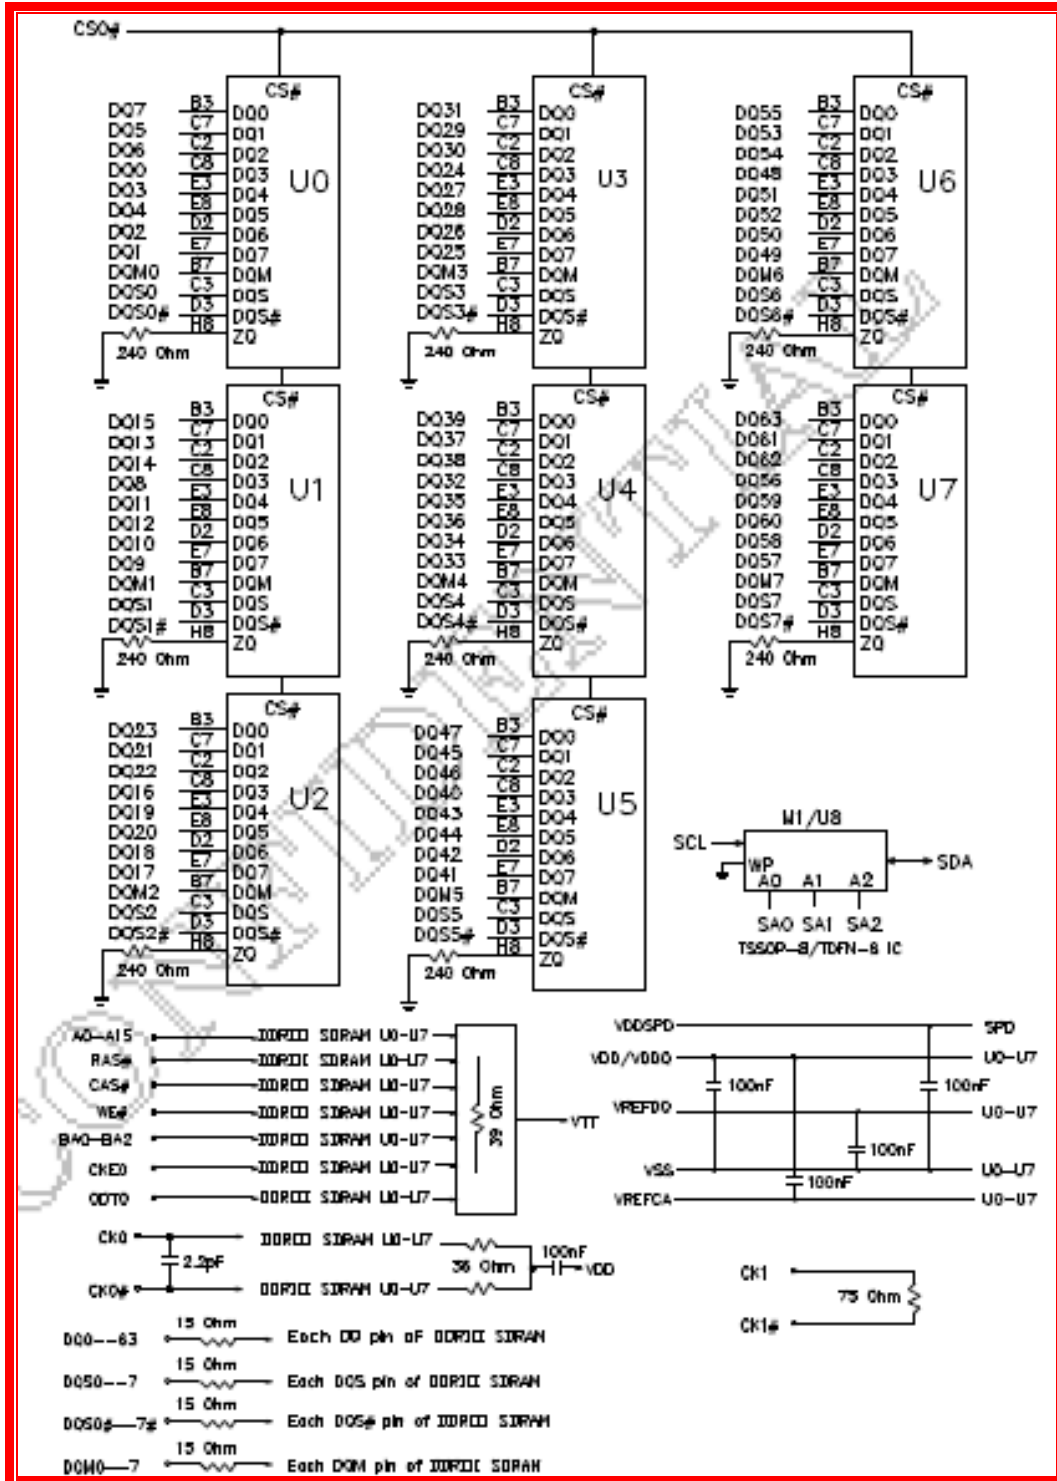 CS0#
CS#
DQ7 B3 DQ0
DQ5 C7 DQ1
DQ6 C2 DQ2
DQ0 C8 DQ3
DQ3 E3 DQ4
DQ4 E8 DQ5
DQ2 D2 DQ6
DQ1 E7 DQ7
DQM0 B7 DQM
DQS0 C3 DQS
DQS0# D3 DQS#
H8 ZQ
240 Ohm
U0
CS#
DQ31 B3 DQ0
DQ29 C7 DQ1
DQ30 C2 DQ2
DQ24 C8 DQ3
DQ27 E3 DQ4
DQ28 E8 DQ5
DQ26 D2 DQ6
DQ25 E7 DQ7
DQM3 B7 DQM
DQS3 C3 DQS
DQS3# D3 DQS#
H8 ZQ
240 Ohm
U3
CS#
DQ55 B3 DQ0
DQ53 C7 DQ1
DQ54 C2 DQ2
DQ48 C8 DQ3
DQ51 E3 DQ4
DQ52 E8 DQ5
DQ50 D2 DQ6
DQ49 E7 DQ7
DQM6 B7 DQM
DQS6 C3 DQS
DQS6# D3 DQS#
H8 ZQ
240 Ohm
U6
CS#
DQ15 B3 DQ0
DQ13 C7 DQ1
DQ14 C2 DQ2
DQ8 C8 DQ3
DQ11 E3 DQ4
DQ12 E8 DQ5
DQ10 D2 DQ6
DQ9 E7 DQ7
DQM1 B7 DQM
DQS1 C3 DQS
DQS1# D3 DQS#
H8 ZQ
240 Ohm
U1
CS#
DQ39 B3 DQ0
DQ37 C7 DQ1
DQ38 C2 DQ2
DQ32 C8 DQ3
DQ35 E3 DQ4
DQ36 E8 DQ5
DQ34 D2 DQ6
DQ33 E7 DQ7
DQM4 B7 DQM
DQS4 C3 DQS
DQS4# D3 DQS#
H8 ZQ
240 Ohm
U4
CS#
DQ63 B3 DQ0
DQ61 C7 DQ1
DQ62 C2 DQ2
DQ56 C8 DQ3
DQ59 E3 DQ4
DQ60 E8 DQ5
DQ58 D2 DQ6
DQ57 E7 DQ7
DQM7 B7 DQM
DQS7 C3 DQS
DQS7# D3 DQS#
H8 ZQ
240 Ohm
U7
CS#
DQ23 B3 DQ0
DQ21 C7 DQ1
DQ22 C2 DQ2
DQ16 C8 DQ3
DQ19 E3 DQ4
DQ20 E8 DQ5
DQ18 D2 DQ6
DQ17 E7 DQ7
DQM2 B7 DQM
DQS2 C3 DQS
DQS2# D3 DQS#
H8 ZQ
240 Ohm
U2
CS#
DQ47 B3 DQ0
DQ45 C7 DQ1
DQ46 C2 DQ2
DQ40 C8 DQ3
DQ43 E3 DQ4
DQ44 E8 DQ5
DQ42 D2 DQ6
DQ41 E7 DQ7
DQM5 B7 DQM
DQS5 C3 DQS
DQS5# D3 DQS#
H8 ZQ
240 Ohm
U5
M1/U8
SCL
WP
SDA
A0 A1 A2
SA0 SA1 SA2
TSSOP-8/TDFN-8 IC
A0-A15 DDRIII SDRAM U0-U7
RAS# DDRIII SDRAM U0-U7
CAS# DDRIII SDRAM U0-U7
WE# DDRIII SDRAM U0-U7
BA0-BA2 DDRIII SDRAM U0-U7
CKE0 DDRIII SDRAM U0-U7
ODT0 DDRIII SDRAM U0-U7
39 Ohm
VTT
VDDSPD SPD
VDD/VDDQ U0-U7
100nF 100nF
VREFDQ U0-U7
100nF
VSS U0-U7
100nF
VREFCA U0-U7
CK0 DDRIII SDRAM U0-U7
2.2pF
36 Ohm
100nF
VDD
CK0# DDRIII SDRAM U0-U7
CK1
75 Ohm
CK1#
15 Ohm
DQ0--63 Each DQ pin of DDRIII SDRAM
15 Ohm
DQS0--7 Each DQS pin of DDRIII SDRAM
15 Ohm
DQS0#--7# Each DQS# pin of DDRIII SDRAM
15 Ohm
DQM0--7 Each DQM pin of DDRIII SDRAM
CONFIDENTIAL